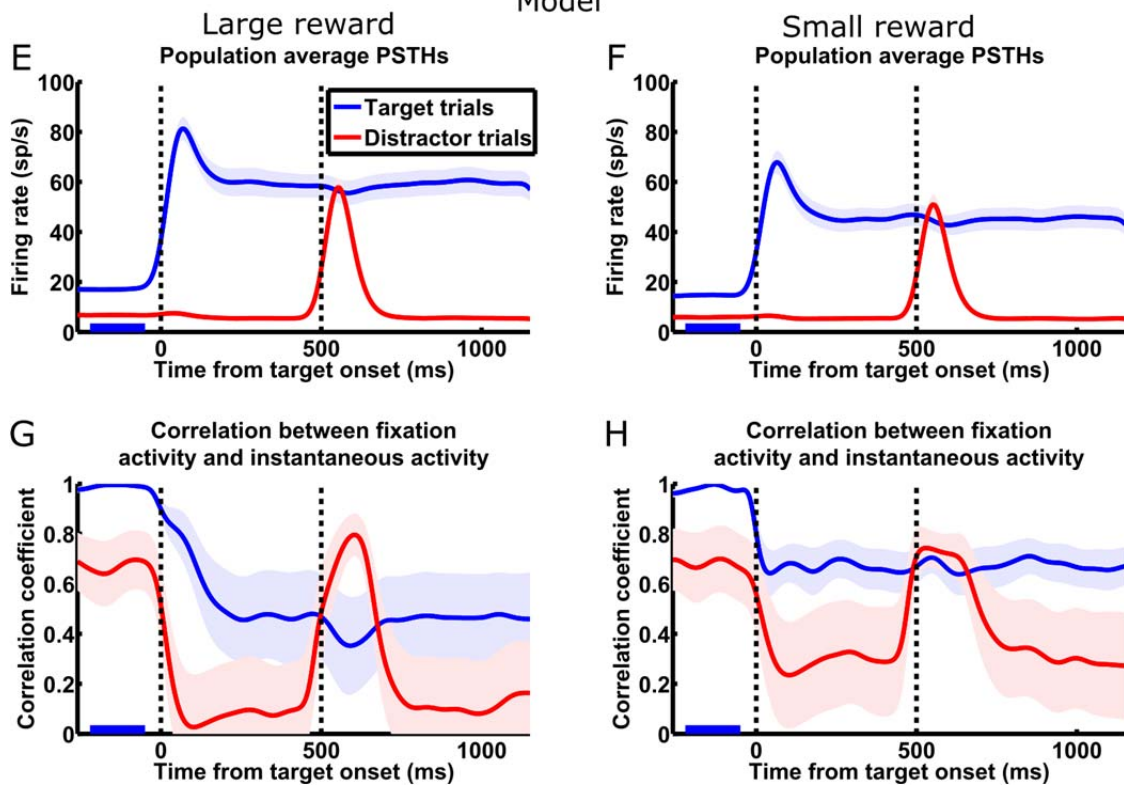 Model
Large reward
Small reward
E
Population average PSTHs
Firing rate (sp/s)
100
80
60
40
20
0
Target trials
Distractor trials
0 500 1000
Time from target onset (ms)
F
Population average PSTHs
Firing rate (sp/s)
100
80
60
40
20
0
0 500 1000
Time from target onset (ms)
G
Correlation between fixation
activity and instantaneous activity
Correlation coefficient
1
0.8
0.6
0.4
0.2
0
0 500 1000
Time from target onset (ms)
H
Correlation between fixation
activity and instantaneous activity
Correlation coefficient
1
0.8
0.6
0.4
0.2
0
0 500 1000
Time from target onset (ms)